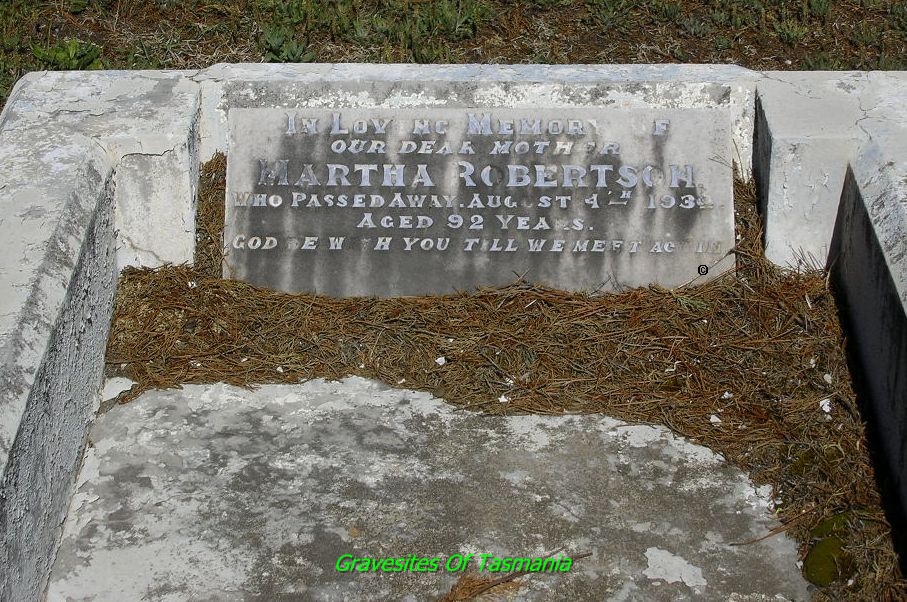 IN LOVING MEMORY OF
OUR DEAR MOTHER
MARTHA ROBERTSON
WHO PASSED AWAY. AUGUST 4TH
AGED 92 YEARS.
GOD BE WITH YOU TILL WE MEET AGAIN
©
Gravesites Of Tasmania